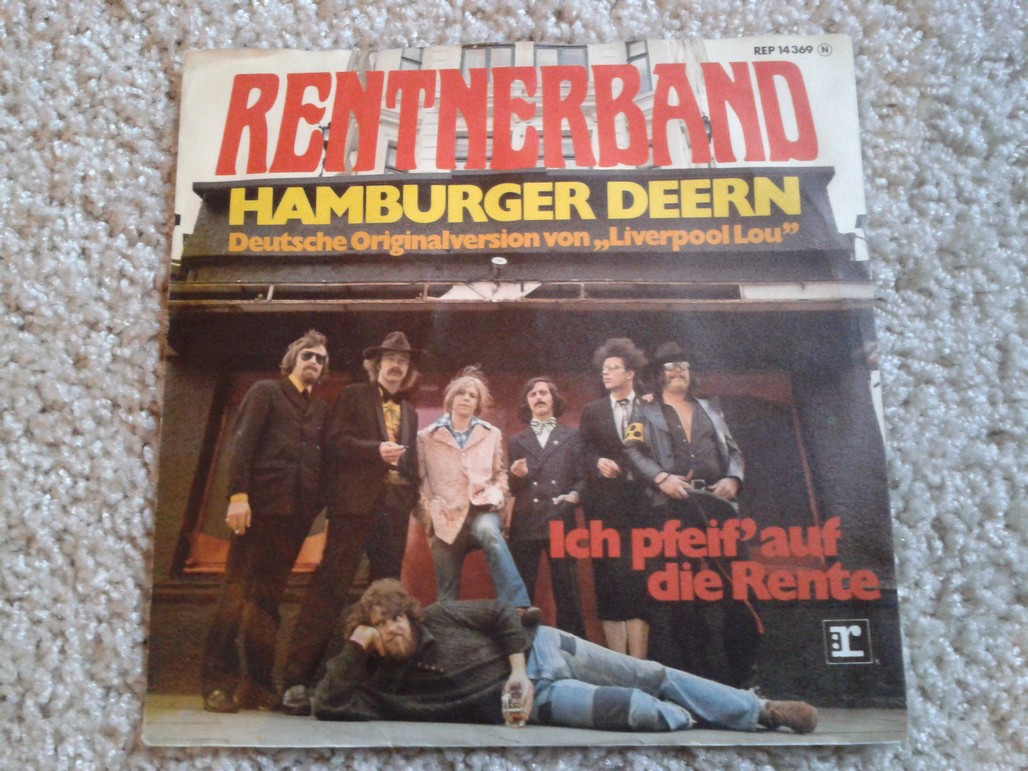 REP 14 369 N
RENTNERBAND
HAMBURGER DEERN
Deutsche Originalversion von „Liverpool Lou”
Ich pfeif’ auf
die Rente
r